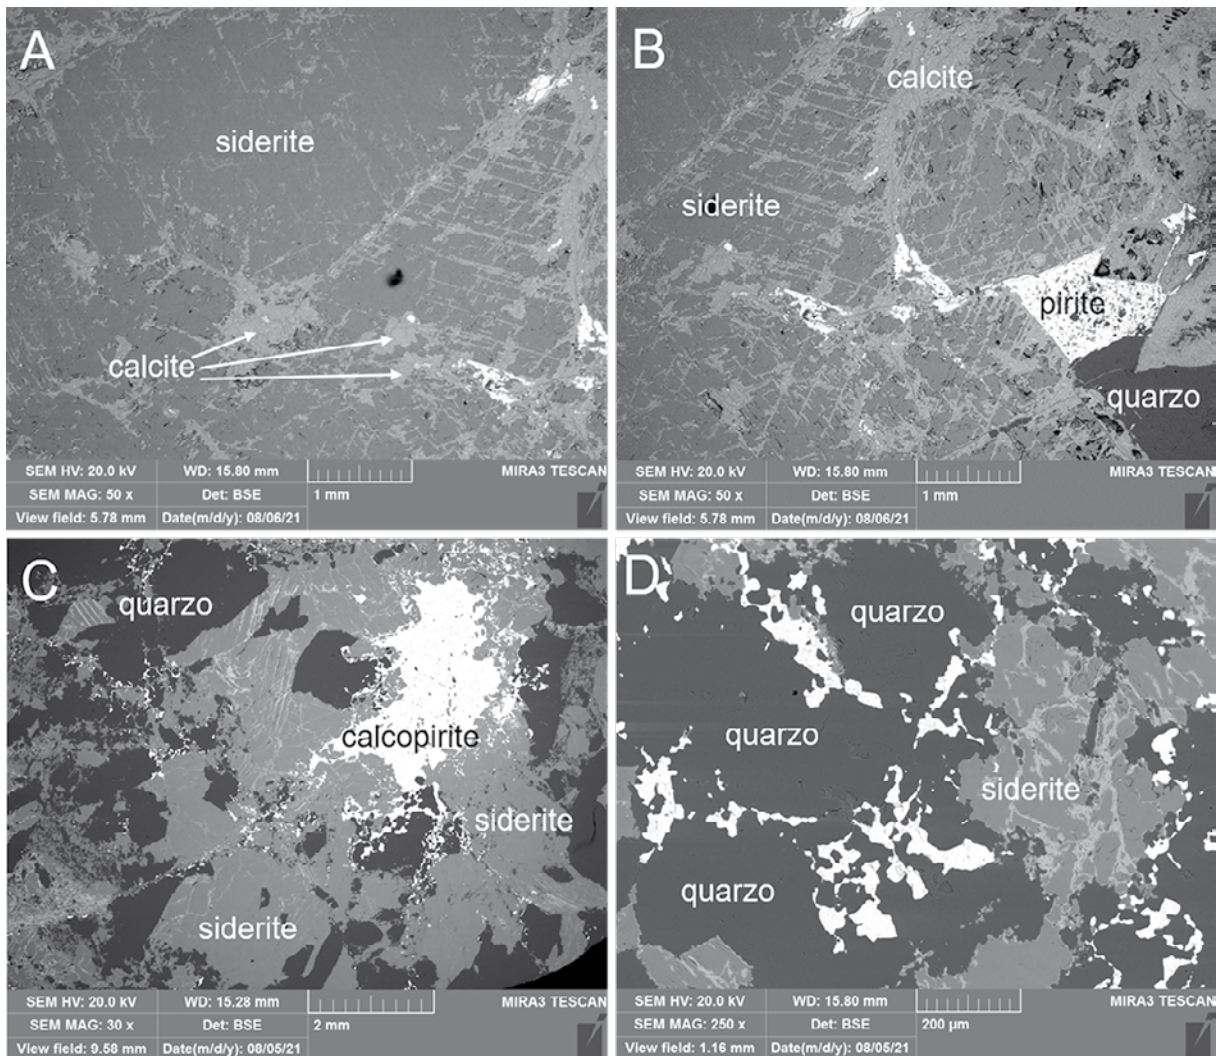 A
siderite
calcite
SEM HV: 20.0 kV
WD: 15.80 mm
MIRA3 TESCAN
SEM MAG: 50 x
Det: BSE
1 mm
View field: 5.78 mm
Date(m/d/y): 08/06/21
B
calcite
siderite
pirite
quarzo
SEM HV: 20.0 kV
WD: 15.80 mm
MIRA3 TESCAN
SEM MAG: 50 x
Det: BSE
1 mm
View field: 5.78 mm
Date(m/d/y): 08/06/21
C
quarzo
calcopirite
siderite
siderite
SEM HV: 20.0 kV
WD: 15.28 mm
MIRA3 TESCAN
SEM MAG: 30 x
Det: BSE
2 mm
View field: 9.58 mm
Date(m/d/y): 08/05/21
D
quarzo
quarzo
siderite
quarzo
SEM HV: 20.0 kV
WD: 15.80 mm
MIRA3 TESCAN
SEM MAG: 250 x
Det: BSE
200 µm
View field: 1.16 mm
Date(m/d/y): 08/05/21